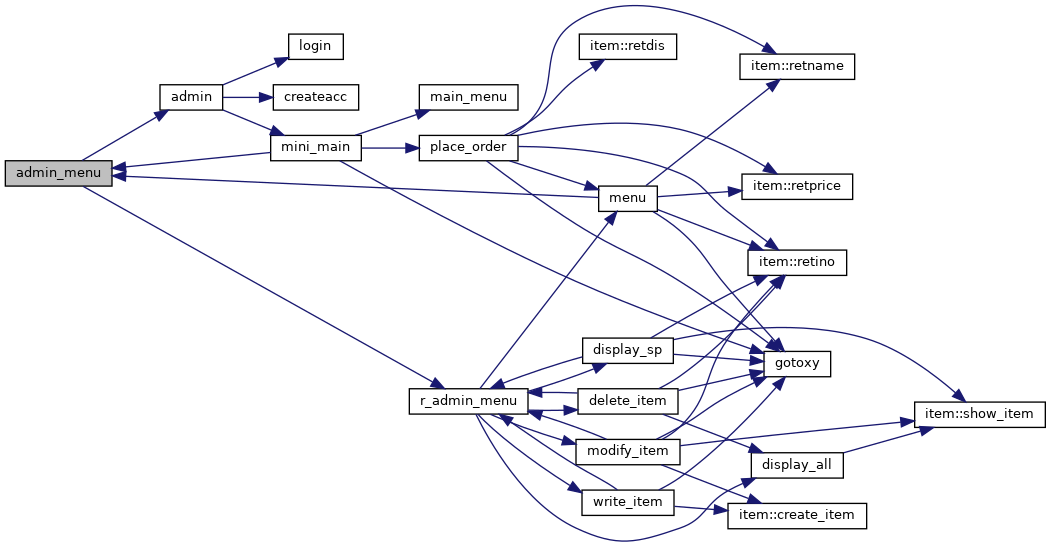 login
item::retdis
item::retname
admin
createacc
main_menu
mini_main
place_order
admin_menu
menu
item::retprice
item::retino
display_sp
gotoxy
r_admin_menu
delete_item
item::show_item
modify_item
display_all
write_item
item::create_item